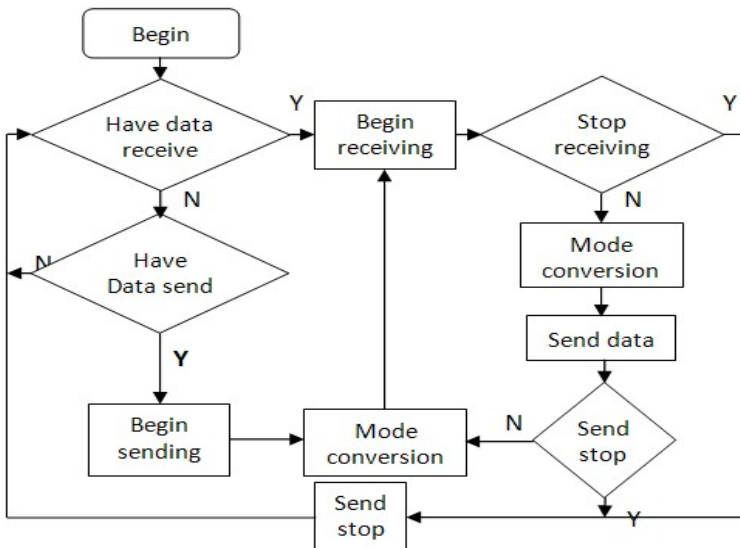 Begin
Have data
receive
Y
Begin
receiving
Stop
receiving
Y
N
N
Mode
conversion
N
Have
Data send
Send data
Y
Begin
sending
Mode
conversion
N
Send
stop
Send
stop
Y